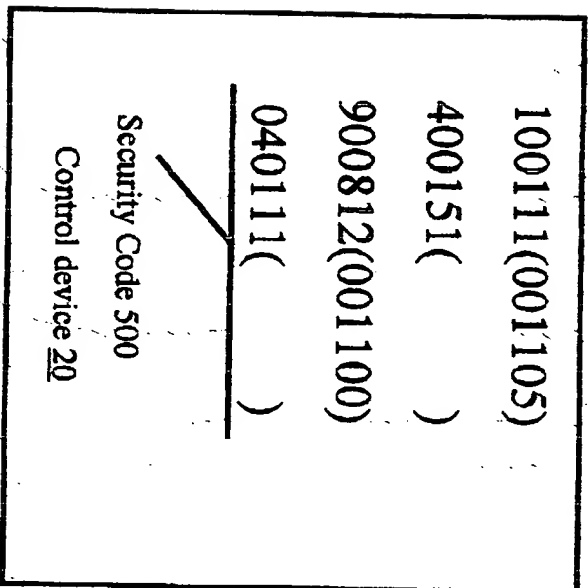 100111(001105)
400151( )
900812(001100)
040111( )
Security Code 500
Control device 20